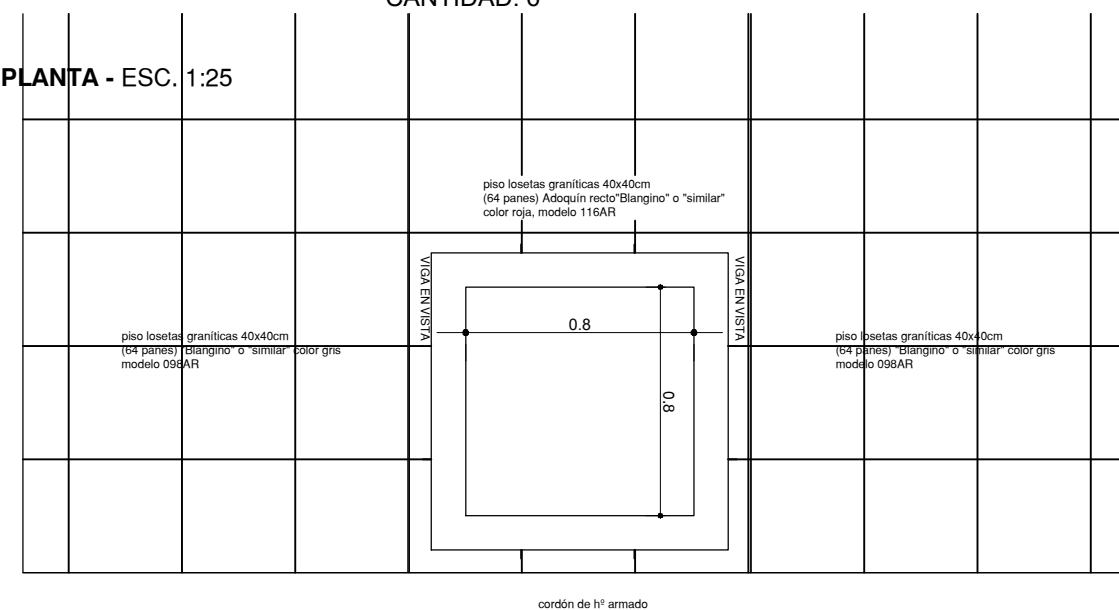 CANTIDAD: 6
PLANTA - ESC. 1:25
piso losetas graníticas 40x40cm
(64 panes) Adoquín recto"Blangino" o "similar"
color roja, modelo 116AR
VIGA EN VISTA
VIGA EN VISTA
piso losetas graníticas 40x40cm
(64 panes) "Blangino" o "similar" color gris
modelo 098AR
0.8
0.8
piso losetas graníticas 40x40cm
(64 panes) "Blangino" o "similar" color gris
modelo 098AR
cordón de hº armado